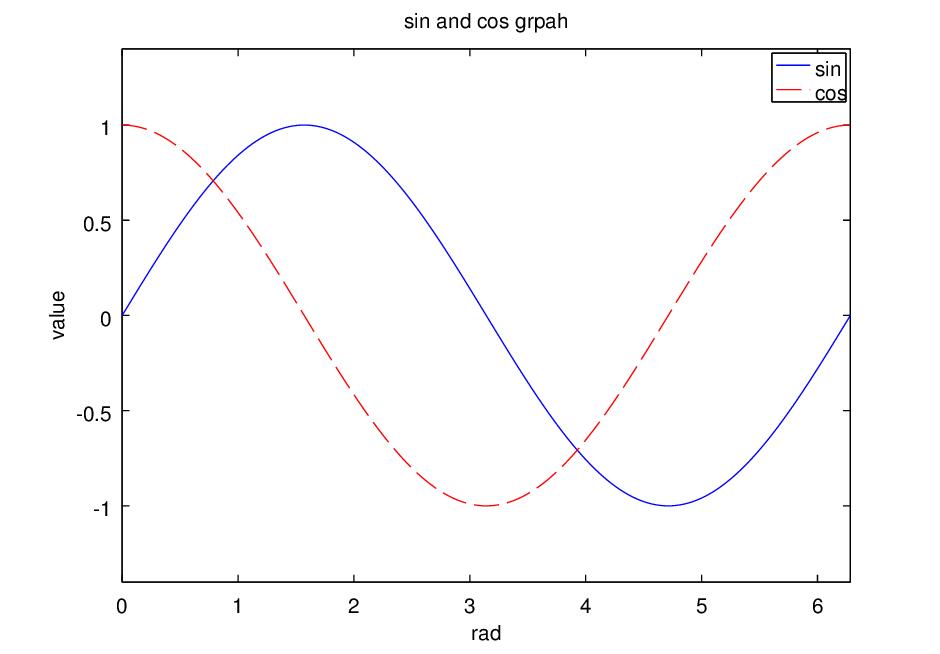 sin and cos grpah
sin
cos
1
0.5
0
-0.5
-1
value
0 1 2 3 4 5 6
rad